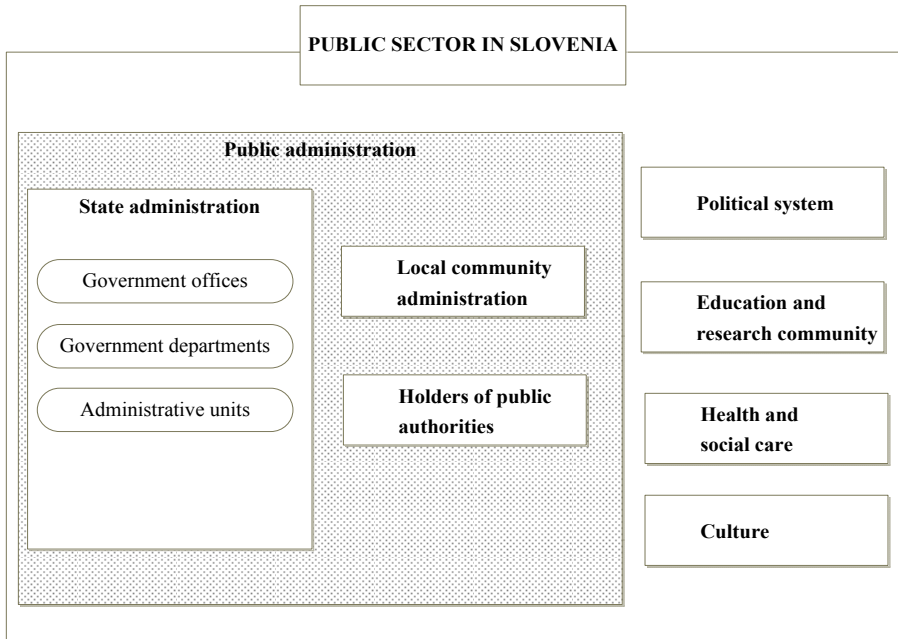 PUBLIC SECTOR IN SLOVENIA
Public administration
State administration
Government offices
Government departments
Administrative units
Local community
administration
Holders of public
authorities
Political system
Education and
research community
Health and
social care
Culture